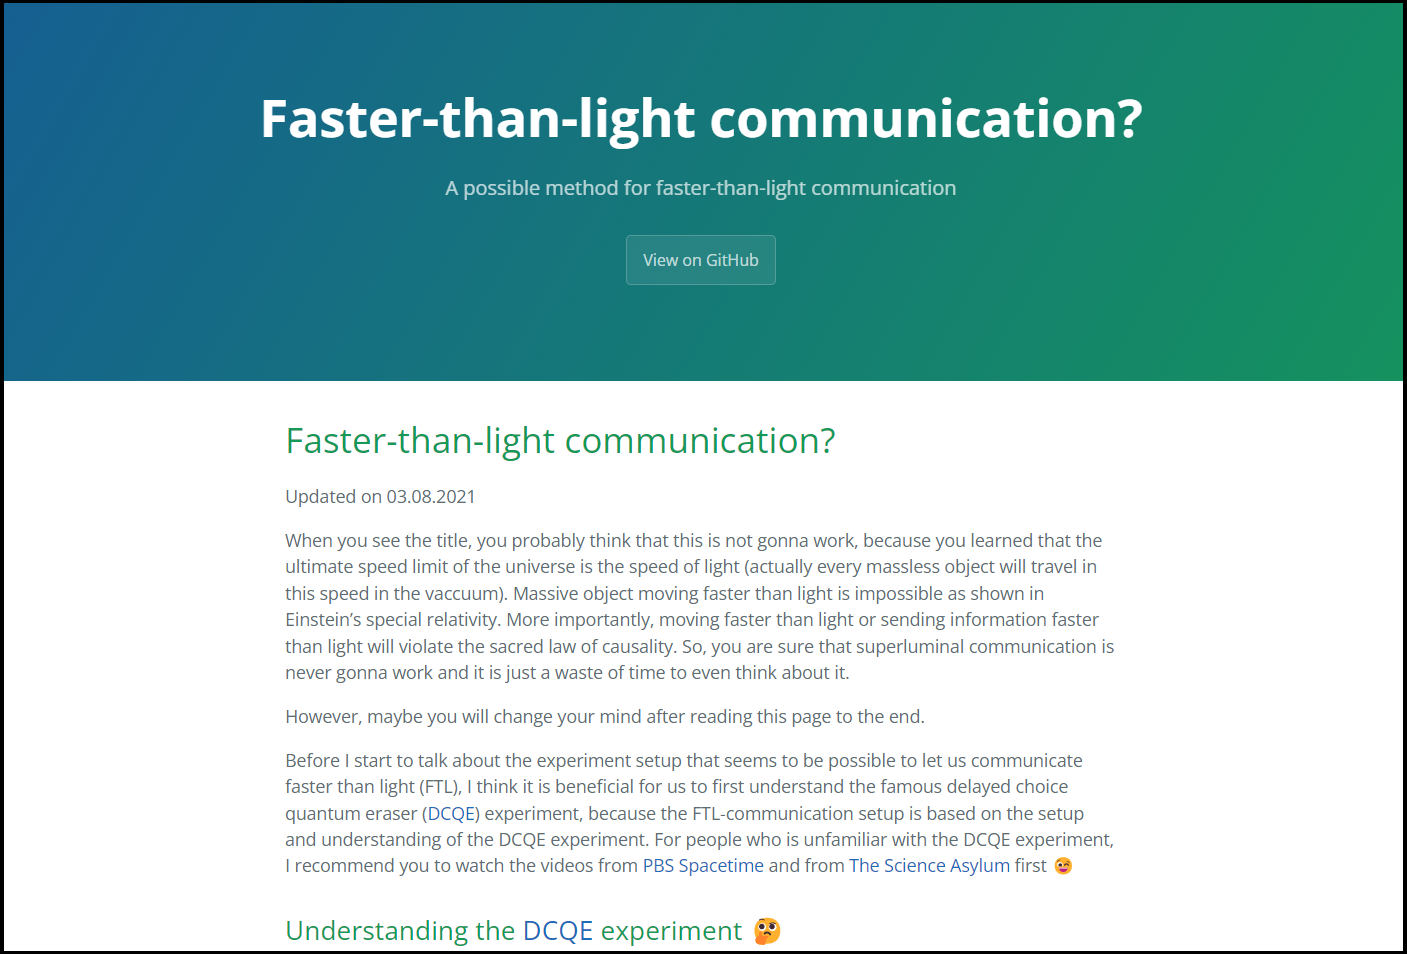 Faster-than-light communication?
A possible method for faster-than-light communication
View on GitHub
Faster-than-light communication?
Updated on 03.08.2021
When you see the title, you probably think that this is not gonna work, because you learned that the
ultimate speed limit of the universe is the speed of light (actually every massless object will travel in
this speed in the vaccuum). Massive object moving faster than light is impossible as shown in
Einstein’s special relativity. More importantly, moving faster than light or sending information faster
than light will violate the sacred law of causality. So, you are sure that superluminal communication is
never gonna work and it is just a waste of time to even think about it.
However, maybe you will change your mind after reading this page to the end.
Before I start to talk about the experiment setup that seems to be possible to let us communicate
faster than light (FTL), I think it is beneficial for us to first understand the famous delayed choice
quantum eraser (DCQE) experiment, because the FTL-communication setup is based on the setup
and understanding of the DCQE experiment. For people who is unfamiliar with the DCQE experiment,
I recommend you to watch the videos from PBS Spacetime and from The Science Asylum first 😄
Understanding the DCQE experiment 🤔